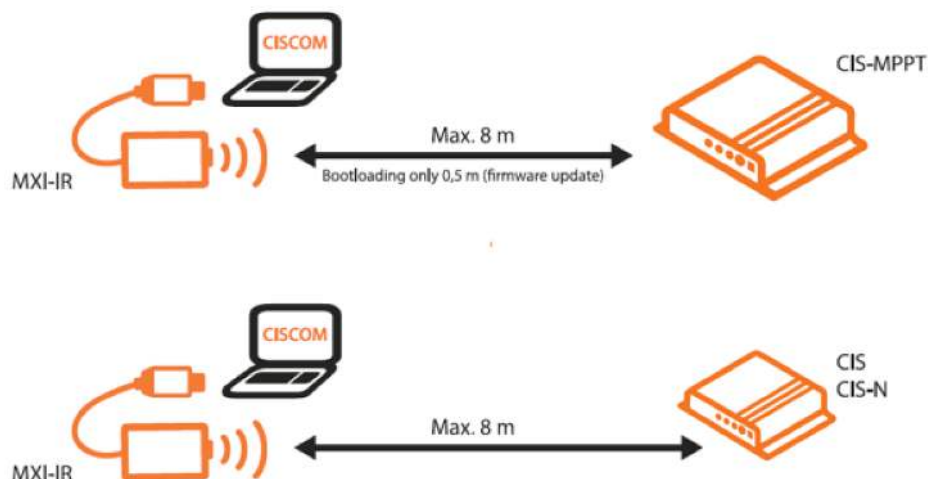 CISCOM
CIS-MPPT
Max. 8 m
MXI-IR
Bootloading only 0,5 m (firmware update)
CISCOM
CIS
CIS-N
Max. 8 m
MXI-IR